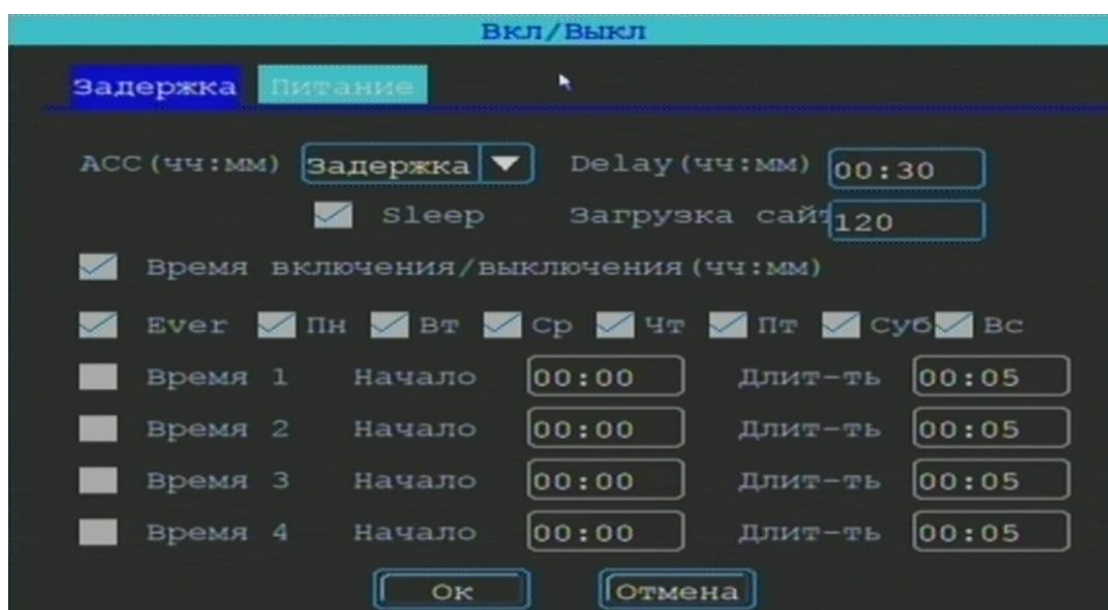 Вкл/Выкл
Задержка Питание
ACC(чч:мм) Задержка Delay(чч:мм) 00:30
Sleep Загрузка сайт 120
Время включения/выключения(чч:мм)
Ever Пн Вт Ср Чт Пт Суб Вс
Время 1 Начало 00:00 Длит-ть 00:05
Время 2 Начало 00:00 Длит-ть 00:05
Время 3 Начало 00:00 Длит-ть 00:05
Время 4 Начало 00:00 Длит-ть 00:05
Ок Отмена